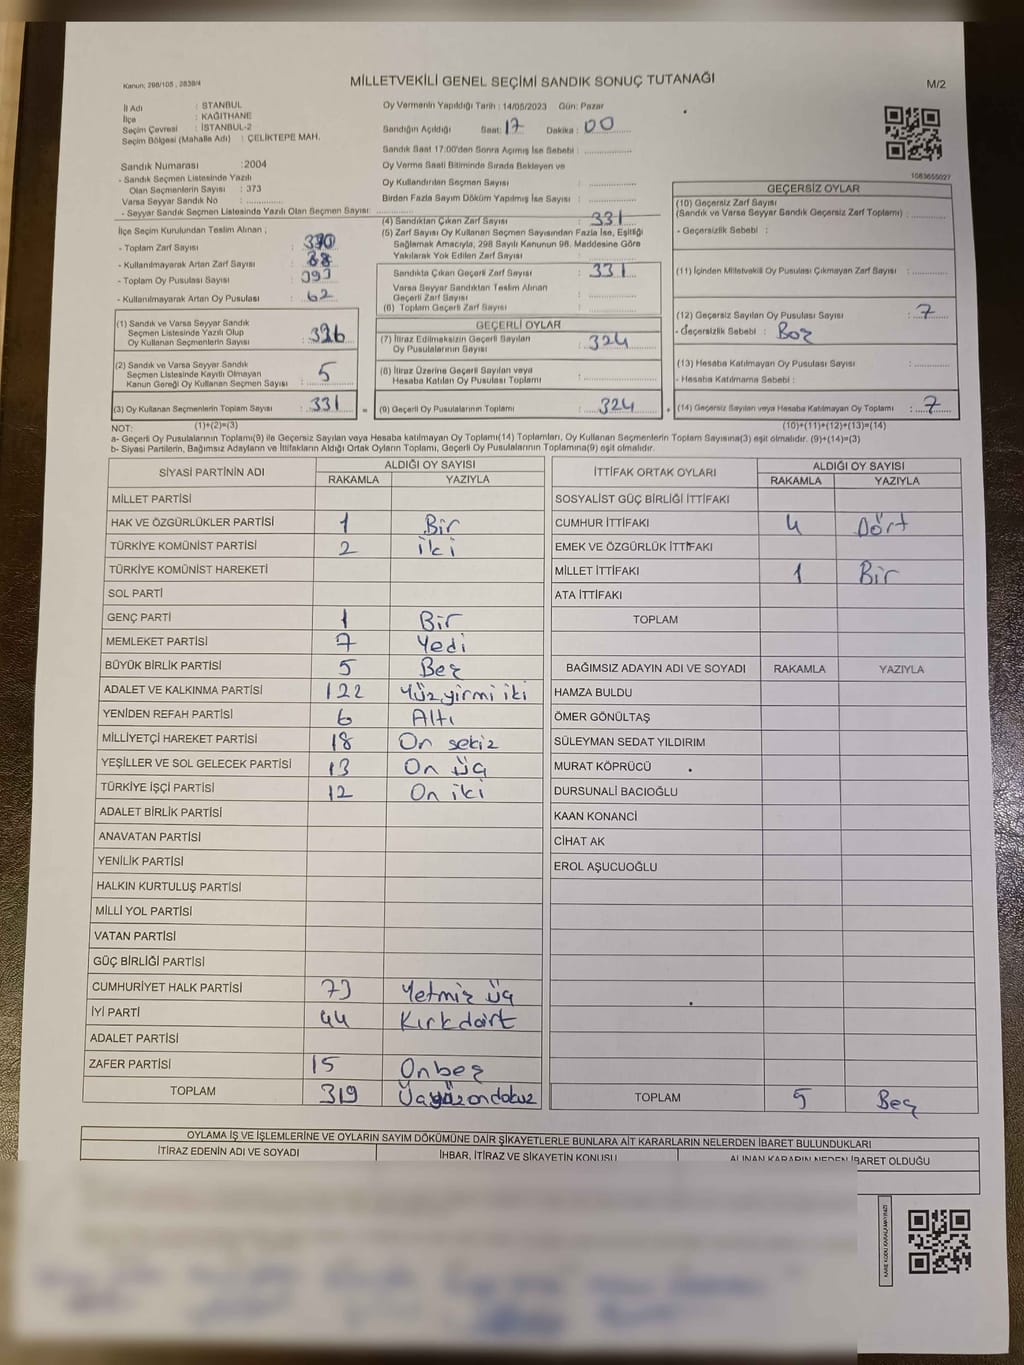 Kanun; 298/105 , 2839/4
MİLLETVEKİLİ GENEL SEÇİMİ SANDIK SONUÇ TUTANAĞI
M/2
İl Adı : STANBUL
İlçe : KAĞITHANE
Seçim Çevresi : İSTANBUL-2
Seçim Bölgesi (Mahalle Adı) : ÇELİKTEPE MAH.
Oy Vermenin Yapıldığı Tarih : 14/05/2023 Gün: Pazar
Sandığın Açıldığı Saat: 17 Dakika : 00
Sandık Saat 17:00'den Sonra Açımış İse Sebebi :
Sandık Numarası : 2004
- Sandık Seçmen Listesinde Yazılı
Olan Seçmenlerin Sayısı : 373
Varsa Seyyar Sandık No :
- Seyyar Sandık Seçmen Listesinde Yazılı Olan Seçmen Sayısı:
Oy Verme Saati Bitiminde Sırada Bekleyen ve
Oy Kullandırılan Seçmen Sayısı :
Birden Fazla Sayım Döküm Yapılmış İse Sayısı :
1083655027
İlçe Seçim Kurulundan Teslim Alınan ;
- Toplam Zarf Sayısı : 390
- Kullanılmayarak Artan Zarf Sayısı :
- Toplam Oy Pusulası Sayısı : 393
- Kullanılmayarak Artan Oy Pusulası : 62
(1) Sandık ve Varsa Seyyar Sandık
Seçmen Listesinde Yazılı Olup
Oy Kullanan Seçmenlerin Sayısı : 326
(2) Sandık ve Varsa Seyyar Sandık
Seçmen Listesinde Kayıtlı Olmayan
Kanun Gereği Oy Kullanan Seçmen Sayısı : 5
(3) Oy Kullanan Seçmenlerin Toplam Sayısı : 331
(1)+(2)=(3)
(4) Sandıktan Çıkan Zarf Sayısı : 331
(5) Zarf Sayısı Oy Kullanan Seçmen Sayısından Fazla İse, Eşitliği
Sağlamak Amacıyla, 298 Sayılı Kanunun 98. Maddesine Göre
Yakılarak Yok Edilen Zarf Sayısı :
Sandıkta Çıkan Geçerli Zarf Sayısı : 331
Varsa Seyyar Sandıktan Teslim Alınan
Geçerli Zarf Sayısı :
(6) Toplam Geçerli Zarf Sayısı :
GEÇERLİ OYLAR
(7) İtiraz Edilmeksizin Geçerli Sayılan
Oy Pusulalarının Sayısı : 324
(8) İtiraz Üzerine Geçerli Sayılan veya
Hesaba Katılan Oy Pusulası Toplamı :
= (9) Geçerli Oy Pusulalarının Toplamı : 324
GEÇERSİZ OYLAR
(10) Geçersiz Zarf Sayısı
(Sandık ve Varsa Seyyar Sandık Geçersiz Zarf Toplamı) :
- Geçersizlik Sebebi :
(11) İçinden Milletvekili Oy Pusulası Çıkmayan Zarf Sayısı :
(12) Geçersiz Sayılan Oy Pusulası Sayısı : 7
- Geçersizlik Sebebi : Boş
(13) Hesaba Katılmayan Oy Pusulası Sayısı :
- Hesaba Katılmama Sebebi :
+ (14) Geçersiz Sayılan veya Hesaba Katılmayan Oy Toplamı : 7
(10)+(11)+(12)+(13)=(14)
NOT:
a- Geçerli Oy Pusulalarının Toplamı(9) ile Geçersiz Sayılan veya Hesaba katılmayan Oy Toplamı(14) Toplamları, Oy Kullanan Seçmenlerin Toplam Sayısına(3) eşit olmalıdır. (9)+(14)=(3)
b- Siyasi Partilerin, Bağımsız Adayların ve İttifakların Aldığı Ortak Oyların Toplamı, Geçerli Oy Pusulalarının Toplamına(9) eşit olmalıdır.
SİYASİ PARTİNİN ADI ALDIĞI OY SAYISI
RAKAMLA YAZIYLA
MİLLET PARTİSİ
HAK VE ÖZGÜRLÜKLER PARTİSİ 1 Bir
TÜRKİYE KOMÜNİST PARTİSİ 2 iki
TÜRKİYE KOMÜNİST HAREKETİ
SOL PARTİ
GENÇ PARTİ 1 Bir
MEMLEKET PARTİSİ 7 Yedi
BÜYÜK BİRLİK PARTİSİ 5 Beş
ADALET VE KALKINMA PARTİSİ 122 Yüzyirmi iki
YENİDEN REFAH PARTİSİ 6 Altı
MİLLİYETÇİ HAREKET PARTİSİ 18 On sekiz
YEŞİLLER VE SOL GELECEK PARTİSİ 13 On üç
TÜRKİYE İŞÇİ PARTİSİ 12 On iki
ADALET BİRLİK PARTİSİ
ANAVATAN PARTİSİ
YENİLİK PARTİSİ
HALKIN KURTULUŞ PARTİSİ
MİLLİ YOL PARTİSİ
VATAN PARTİSİ
GÜÇ BİRLİĞİ PARTİSİ
CUMHURİYET HALK PARTİSİ 73 Yetmiş üç
İYİ PARTİ 44 Kırkdört
ADALET PARTİSİ
ZAFER PARTİSİ 15 Onbeş
TOPLAM 319 Üçyüzondokuz
İTTİFAK ORTAK OYLARI ALDIĞI OY SAYISI
RAKAMLA YAZIYLA
SOSYALİST GÜÇ BİRLİĞİ İTTİFAKI
CUMHUR İTTİFAKI 4 Dört
EMEK VE ÖZGÜRLÜK İTTİFAKI
MİLLET İTTİFAKI 1 Bir
ATA İTTİFAKI
TOPLAM
BAĞIMSIZ ADAYIN ADI VE SOYADI RAKAMLA YAZIYLA
HAMZA BULDU
ÖMER GÖNÜLTAŞ
SÜLEYMAN SEDAT YILDIRIM
MURAT KÖPRÜCÜ
DURSUNALİ BACIOĞLU
KAAN KONANCİ
CİHAT AK
EROL AŞUCUOĞLU
TOPLAM 5 Beş
OYLAMA İŞ VE İŞLEMLERİNE VE OYLARIN SAYIM DÖKÜMÜNE DAİR ŞİKAYETLERLE BUNLARA AİT KARARLARIN NELERDEN İBARET BULUNDUKLARI
İTİRAZ EDENİN ADI VE SOYADI İHBAR, İTİRAZ VE ŞİKAYETİN KONUSU ALINAN KARARIN NEDEN İBARET OLDUĞU